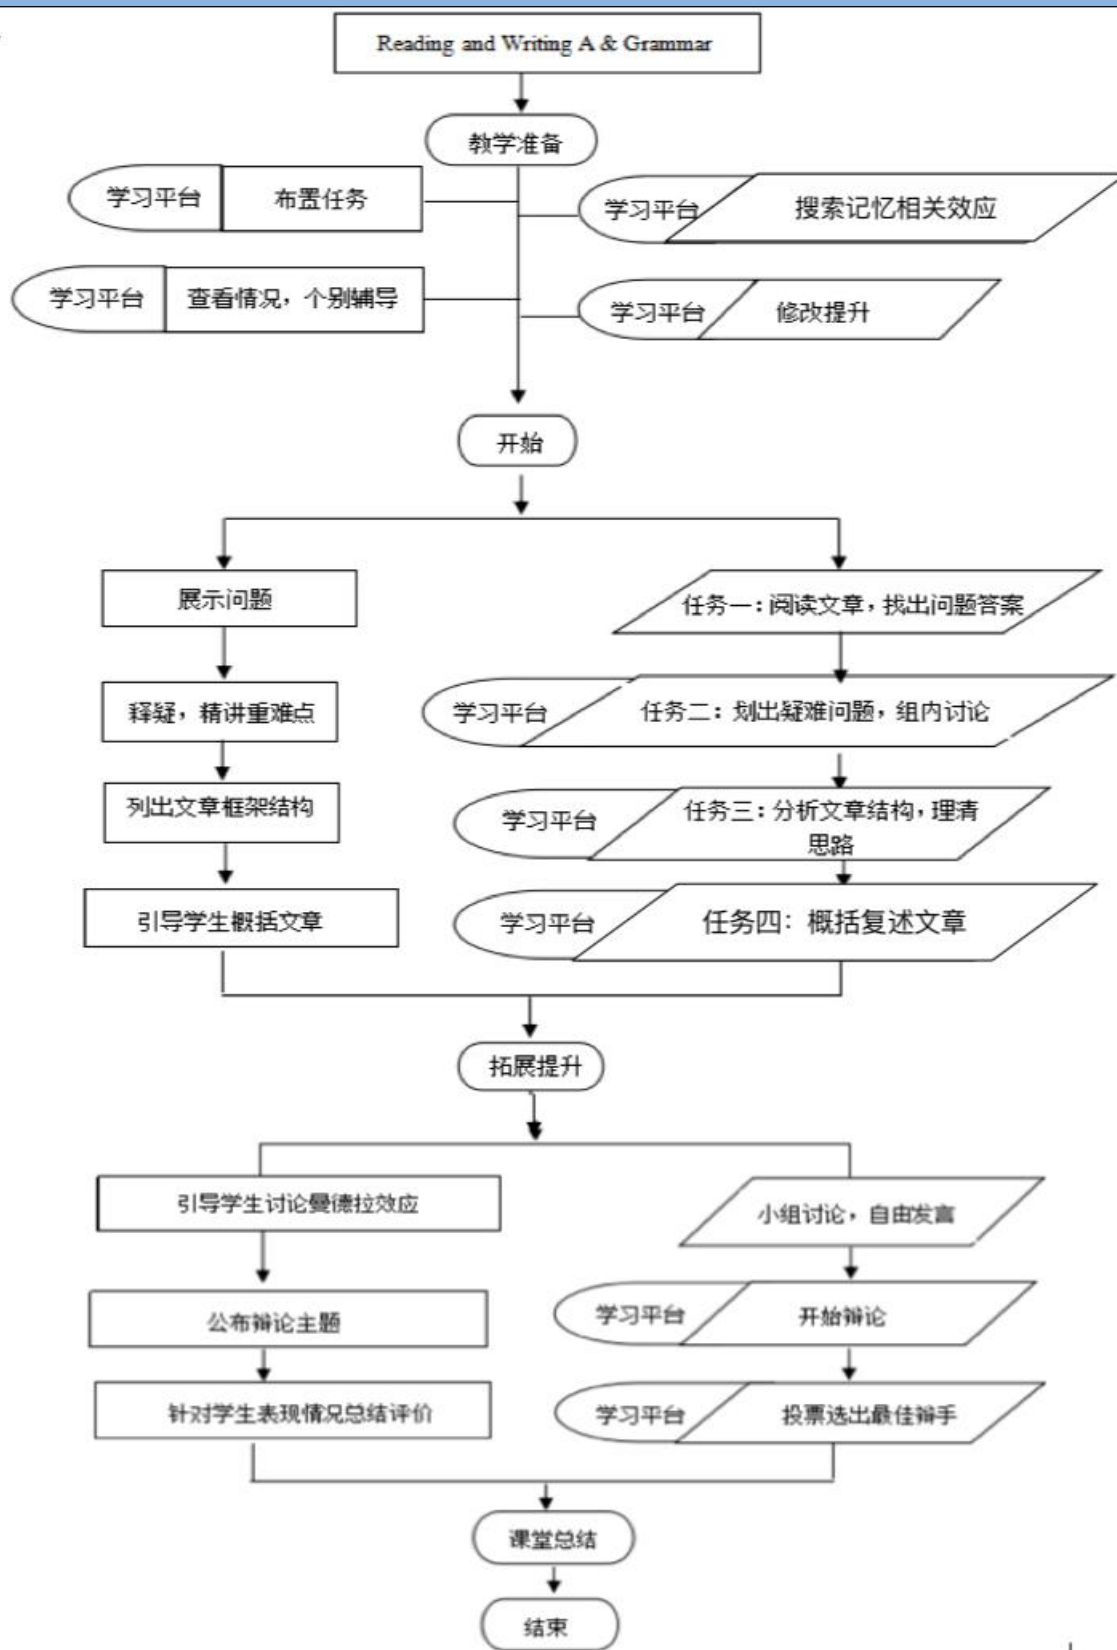 Reading and Writing A & Grammar
教学准备
学习平台 布置任务
学习平台 搜索记忆相关效应
学习平台 查看情况，个别辅导
学习平台 修改提升
开始
展示问题
任务一：阅读文章，找出问题答案
释疑，精讲重难点
学习平台 任务二：划出疑难问题，组内讨论
列出文章框架结构
学习平台 任务三：分析文章结构，理清
思路
引导学生概括文章
学习平台 任务四：概括复述文章
拓展提升
引导学生讨论曼德拉效应
小组讨论，自由发言
公布辩论主题
学习平台 开始辩论
针对学生表现情况总结评价
学习平台 投票选出最佳辩手
课堂总结
结束